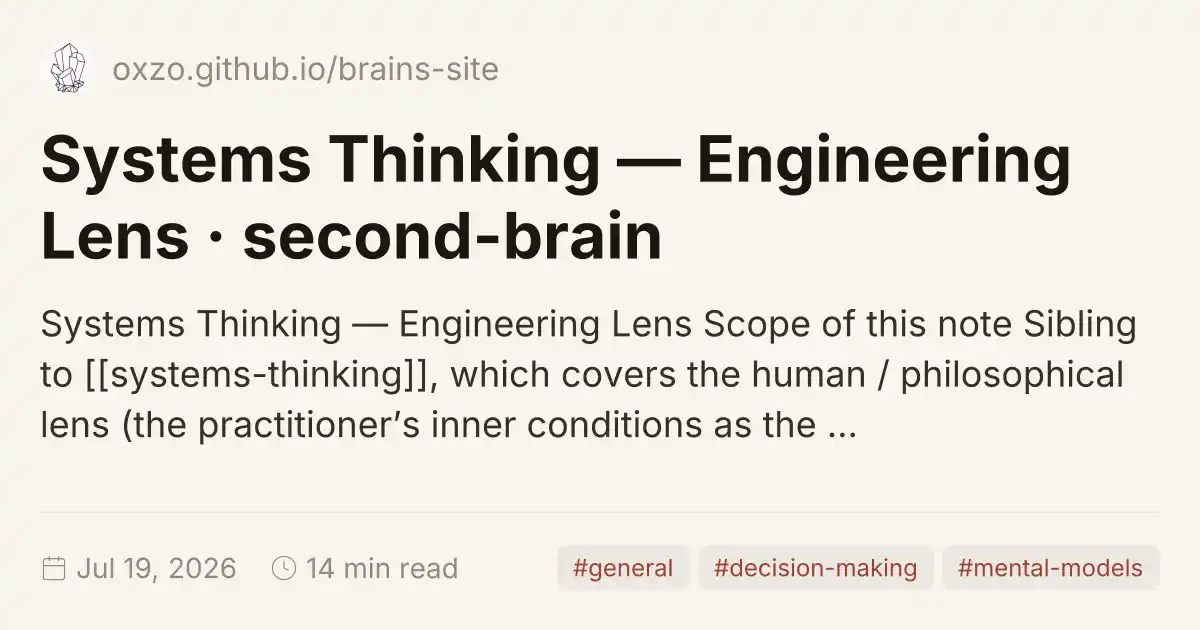 oxzo.github.io/brains-site
Systems Thinking — Engineering
Lens · second-brain
Systems Thinking — Engineering Lens Scope of this note Sibling
to [[systems-thinking]], which covers the human / philosophical
lens (the practitioner’s inner conditions as the ...
Jul 19, 2026 14 min read #general #decision-making #mental-models